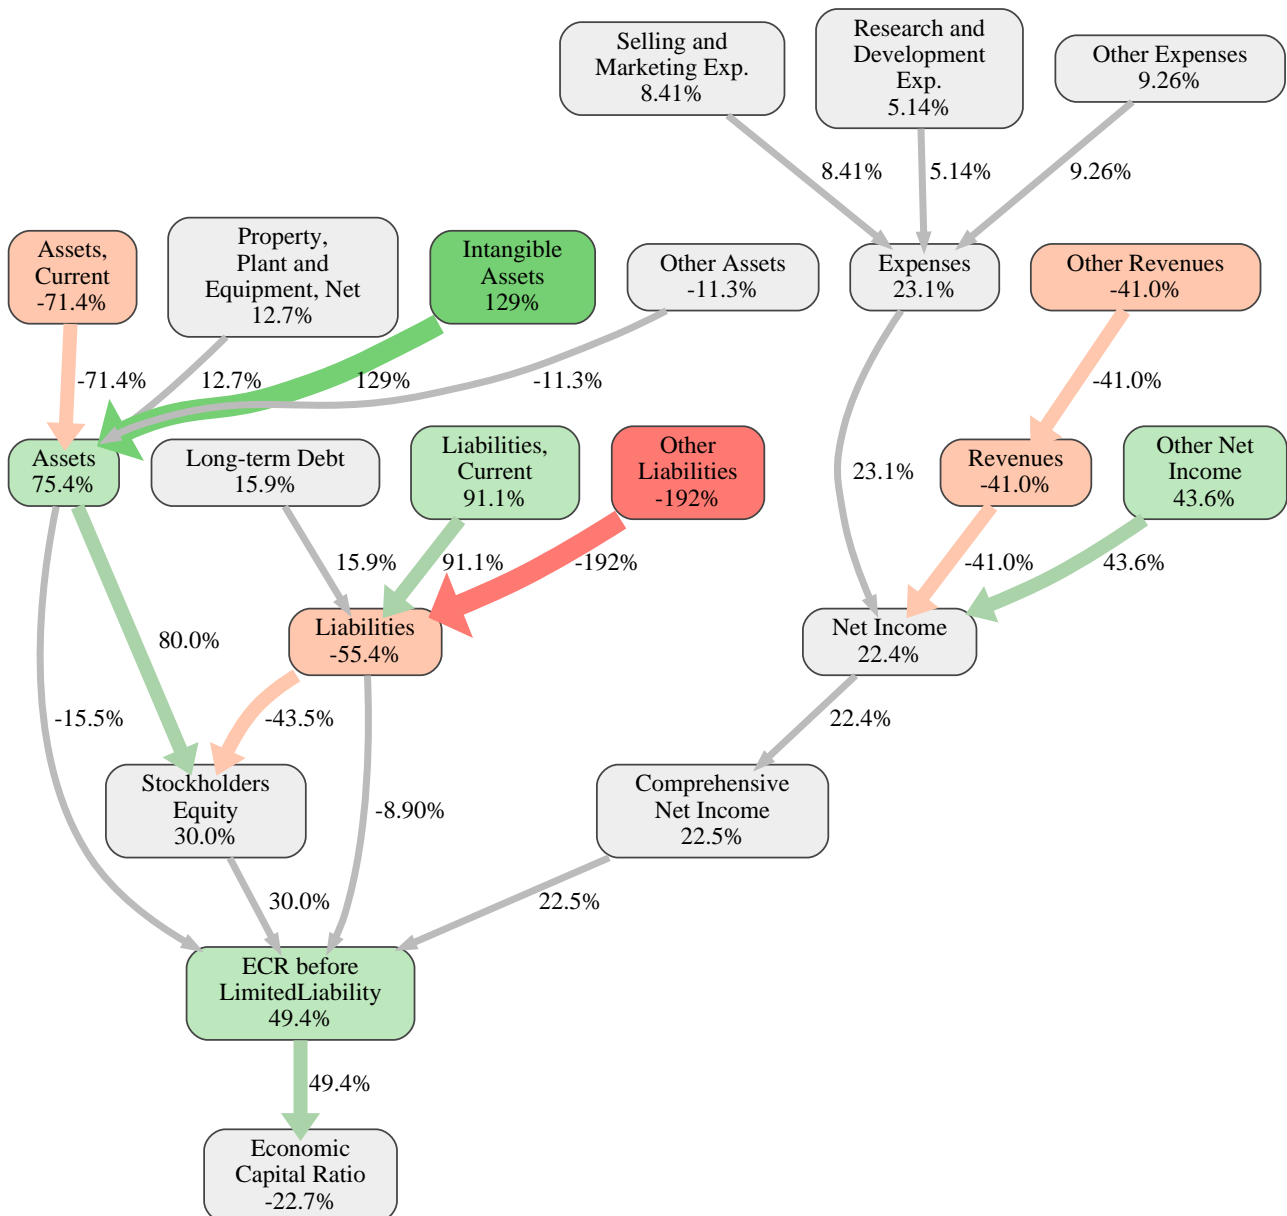 Selling and
Marketing Exp.
8.41%
Research and
Development
Exp.
5.14%
Other Expenses
9.26%
8.41%
5.14%
9.26%
Assets,
Current
-71.4%
Property,
Plant and
Equipment, Net
12.7%
Intangible
Assets
129%
Other Assets
-11.3%
Expenses
23.1%
Other Revenues
-41.0%
-71.4%
12.7%
129%
-11.3%
-41.0%
Assets
75.4%
Long-term Debt
15.9%
Liabilities,
Current
91.1%
Other
Liabilities
-192%
23.1%
Revenues
-41.0%
Other Net
Income
43.6%
15.9%
91.1%
-192%
-41.0%
43.6%
80.0%
Liabilities
-55.4%
Net Income
22.4%
-15.5%
-43.5%
22.4%
Stockholders
Equity
30.0%
-8.90%
Comprehensive
Net Income
22.5%
30.0%
22.5%
ECR before
LimitedLiability
49.4%
49.4%
Economic
Capital Ratio
-22.7%